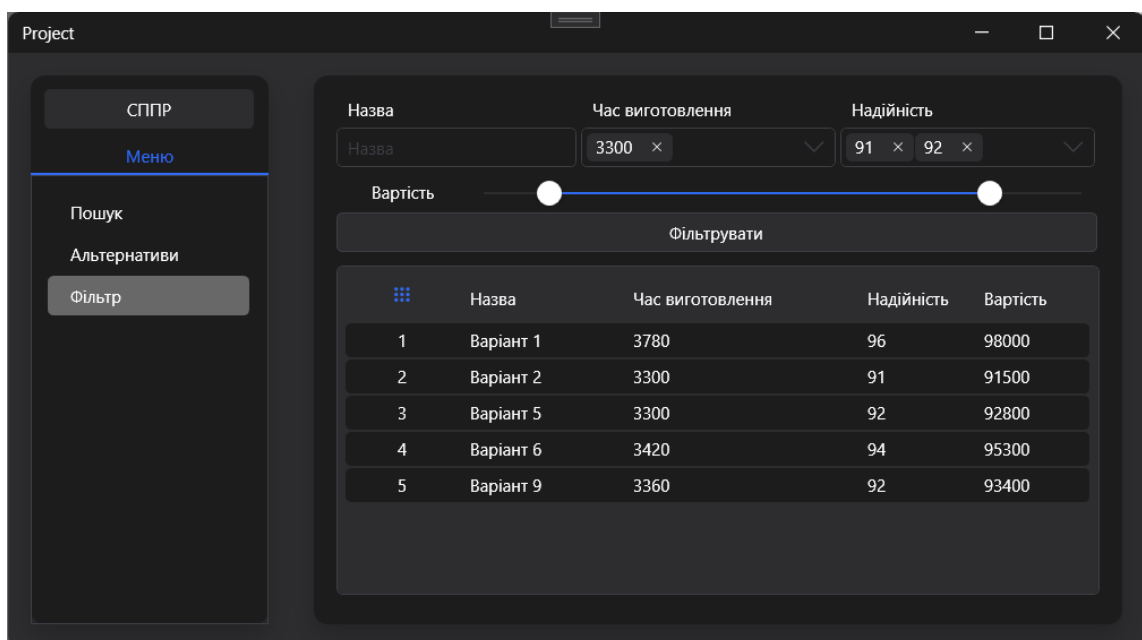 Project
СППР
Меню
Пошук
Альтернативи
Фільтр
Назва Час виготовлення Надійність
Назва 3300 × 91 × 92 ×
Вартість
Фільтрувати
Назва Час виготовлення Надійність Вартість
1 Варіант 1 3780 96 98000
2 Варіант 2 3300 91 91500
3 Варіант 5 3300 92 92800
4 Варіант 6 3420 94 95300
5 Варіант 9 3360 92 93400